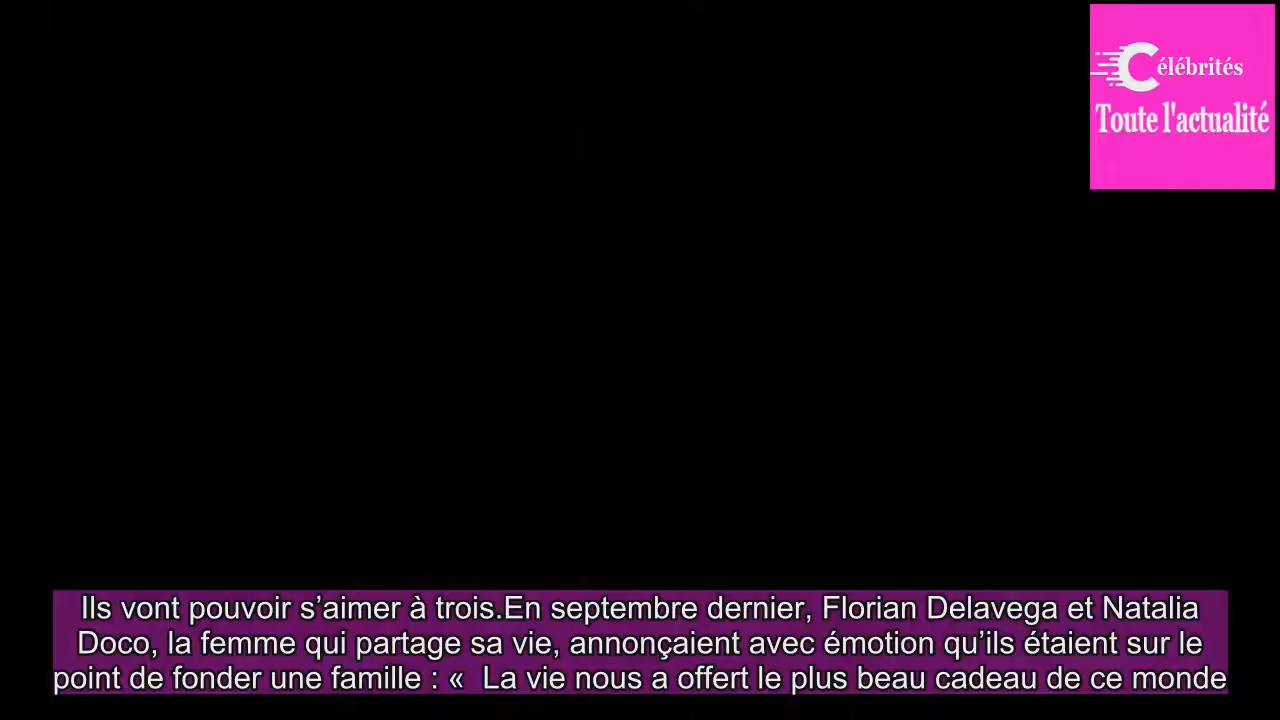 Célébrités
Toute l'actualité
Ils vont pouvoir s’aimer à trois.En septembre dernier, Florian Delavega et Natalia
Doco, la femme qui partage sa vie, annonçaient avec émotion qu’ils étaient sur le
point de fonder une famille : «  La vie nous a offert le plus beau cadeau de ce monde